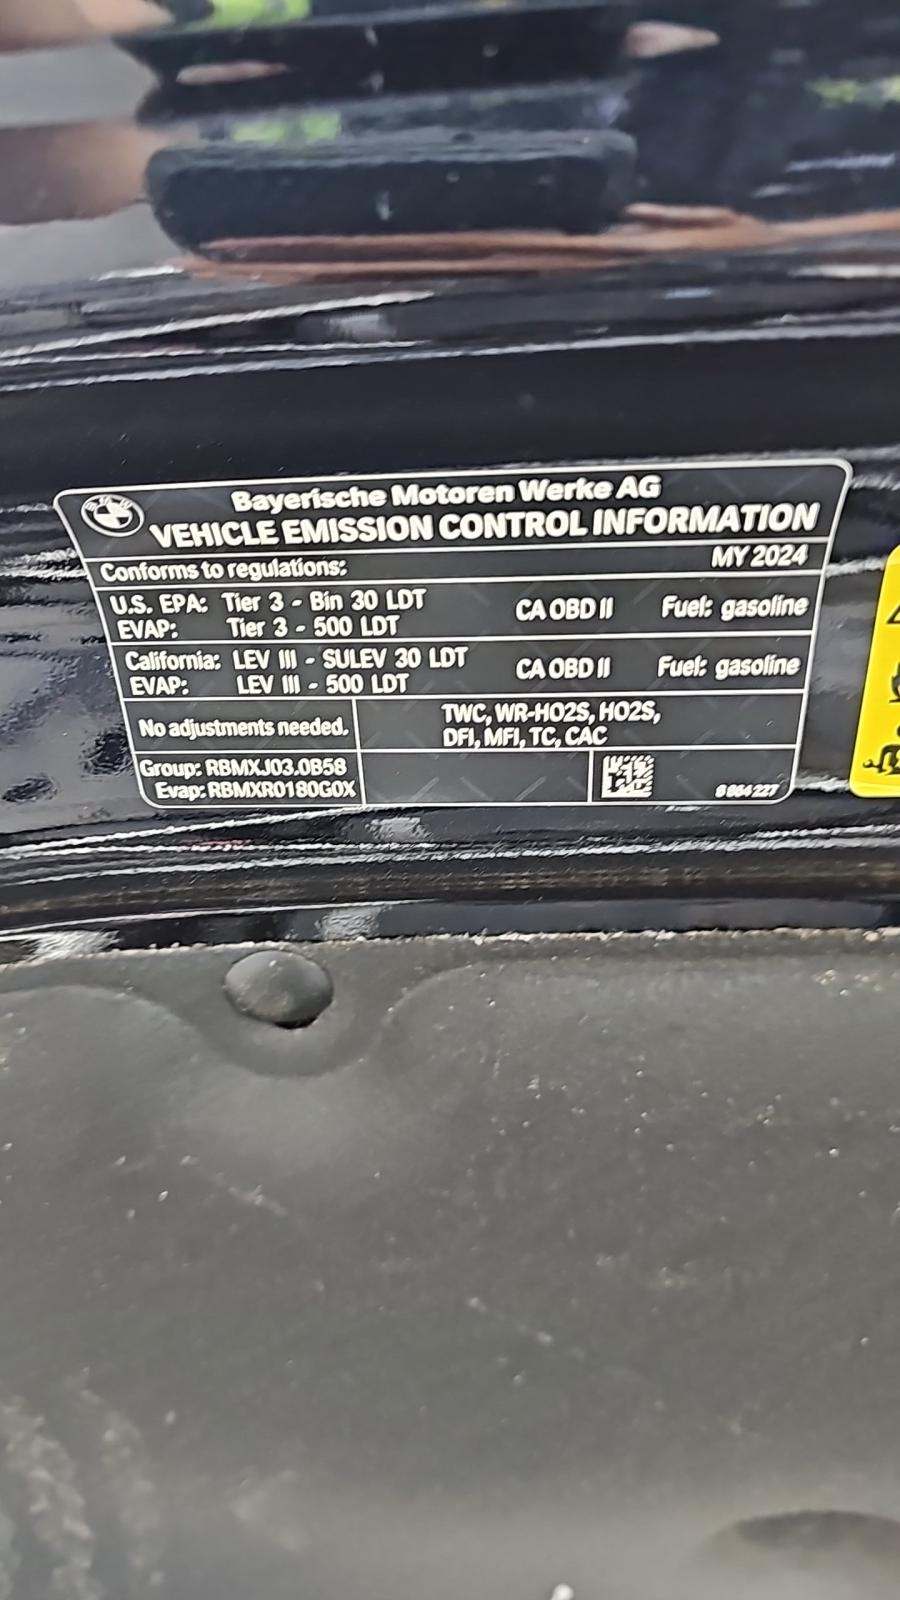 BMW
Bayerische Motoren Werke AG
VEHICLE EMISSION CONTROL INFORMATION
Conforms to regulations: MY 2024
U.S. EPA: Tier 3 - Bin 30 LDT CA OBD II Fuel: gasoline
EVAP: Tier 3 - 500 LDT
California: LEV III - SULEV 30 LDT CA OBD II Fuel: gasoline
EVAP: LEV III - 500 LDT
No adjustments needed. TWC, WR-HO2S, HO2S,
DFI, MFI, TC, CAC
Group: RBMXJ03.0B58
Evap: RBMXR0180G0X